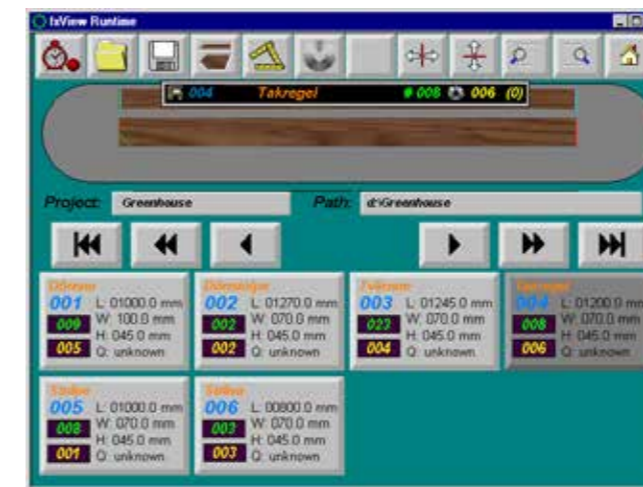 fxView Runtime
004 Takregel # 008 006 (0)
Project: Greenhouse Path: d:\Greenhouse
001 L: 01000.0 mm
009 W: 100.0 mm
H: 045.0 mm
005 Q: unknown
002 L: 01270.0 mm
002 W: 070.0 mm
H: 045.0 mm
002 Q: unknown
003 L: 01245.0 mm
023 W: 070.0 mm
H: 045.0 mm
004 Q: unknown
Takregel
004 L: 01200.0 mm
008 W: 070.0 mm
H: 045.0 mm
006 Q: unknown
005 L: 01000.0 mm
008 W: 070.0 mm
H: 045.0 mm
001 Q: unknown
006 L: 00800.0 mm
003 W: 070.0 mm
H: 045.0 mm
003 Q: unknown